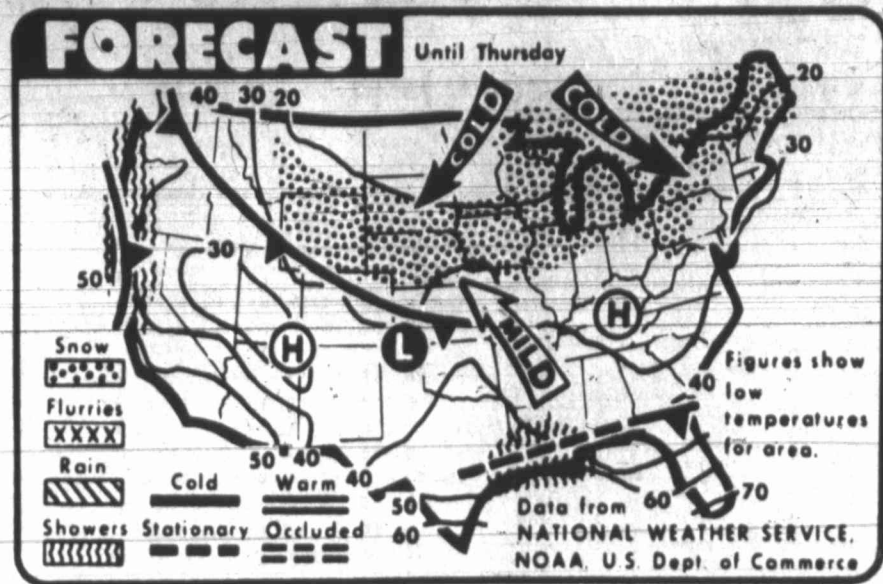 FORECAST
Until Thursday
40 30 20
COLD
COLD
20
30
30
50
H
L
H
MILD
Snow
Flurries
XXXX
Rain
Showers
50 40
40
Cold
Warm
Stationary
Occluded
50
60
40
60
70
Figures show
low
temperatures
for area.
Data from
NATIONAL WEATHER SERVICE,
NOAA, U.S. Dept. of Commerce